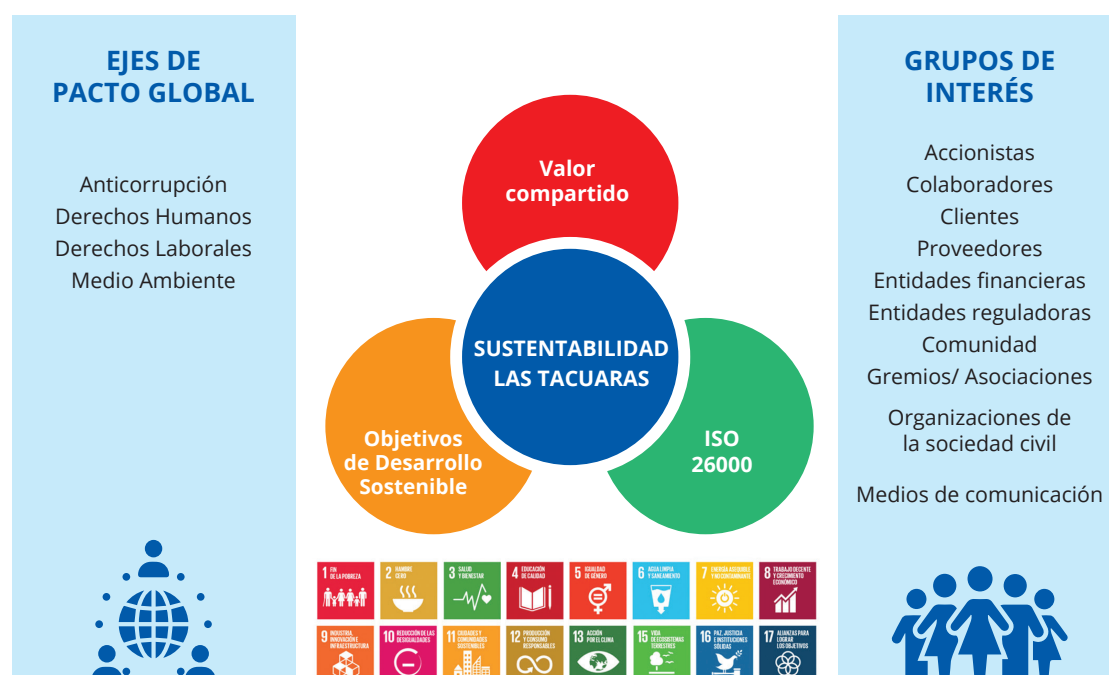 EJES DE
PACTO GLOBAL
Anticorrupción
Derechos Humanos
Derechos Laborales
Medio Ambiente
Valor
compartido
SUSTENTABILIDAD
LAS TACUARAS
Objetivos
de Desarrollo
Sostenible
ISO
26000
1 FIN
DE LA POBREZA
2 HAMBRE
CERO
3 SALUD
Y BIENESTAR
4 EDUCACIÓN
DE CALIDAD
5 IGUALDAD
DE GÉNERO
6 AGUA LIMPIA
Y SANEAMIENTO
7 ENERGÍA ASEQUIBLE
Y NO CONTAMINANTE
8 TRABAJO DECENTE
Y CRECIMIENTO
ECONÓMICO
9 INDUSTRIA,
INNOVACIÓN E
INFRAESTRUCTURA
10 REDUCCIÓN DE LAS
DESIGUALDADES
11 CIUDADES Y
COMUNIDADES
SOSTENIBLES
12 PRODUCCIÓN
Y CONSUMO
RESPONSABLES
13 ACCIÓN
POR EL CLIMA
15 VIDA
DE ECOSISTEMAS
TERRESTRES
16 PAZ, JUSTICIA
E INSTITUCIONES
SÓLIDAS
17 ALIANZAS PARA
LOGRAR
LOS OBJETIVOS
GRUPOS DE
INTERÉS
Accionistas
Colaboradores
Clientes
Proveedores
Entidades financieras
Entidades reguladoras
Comunidad
Gremios/ Asociaciones
Organizaciones de
la sociedad civil
Medios de comunicación